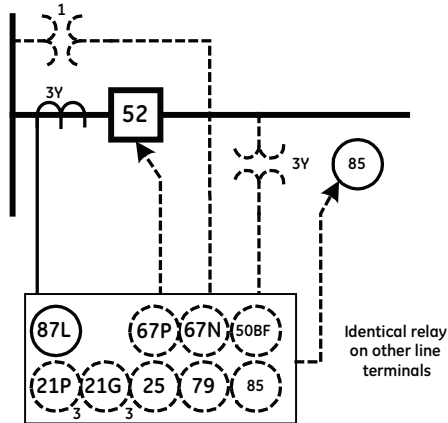 1
3Y
52
3Y
85
87L 67P 67N 50BF
Identical relay
on other line
terminals
21P 21G 25 79 85
3 3